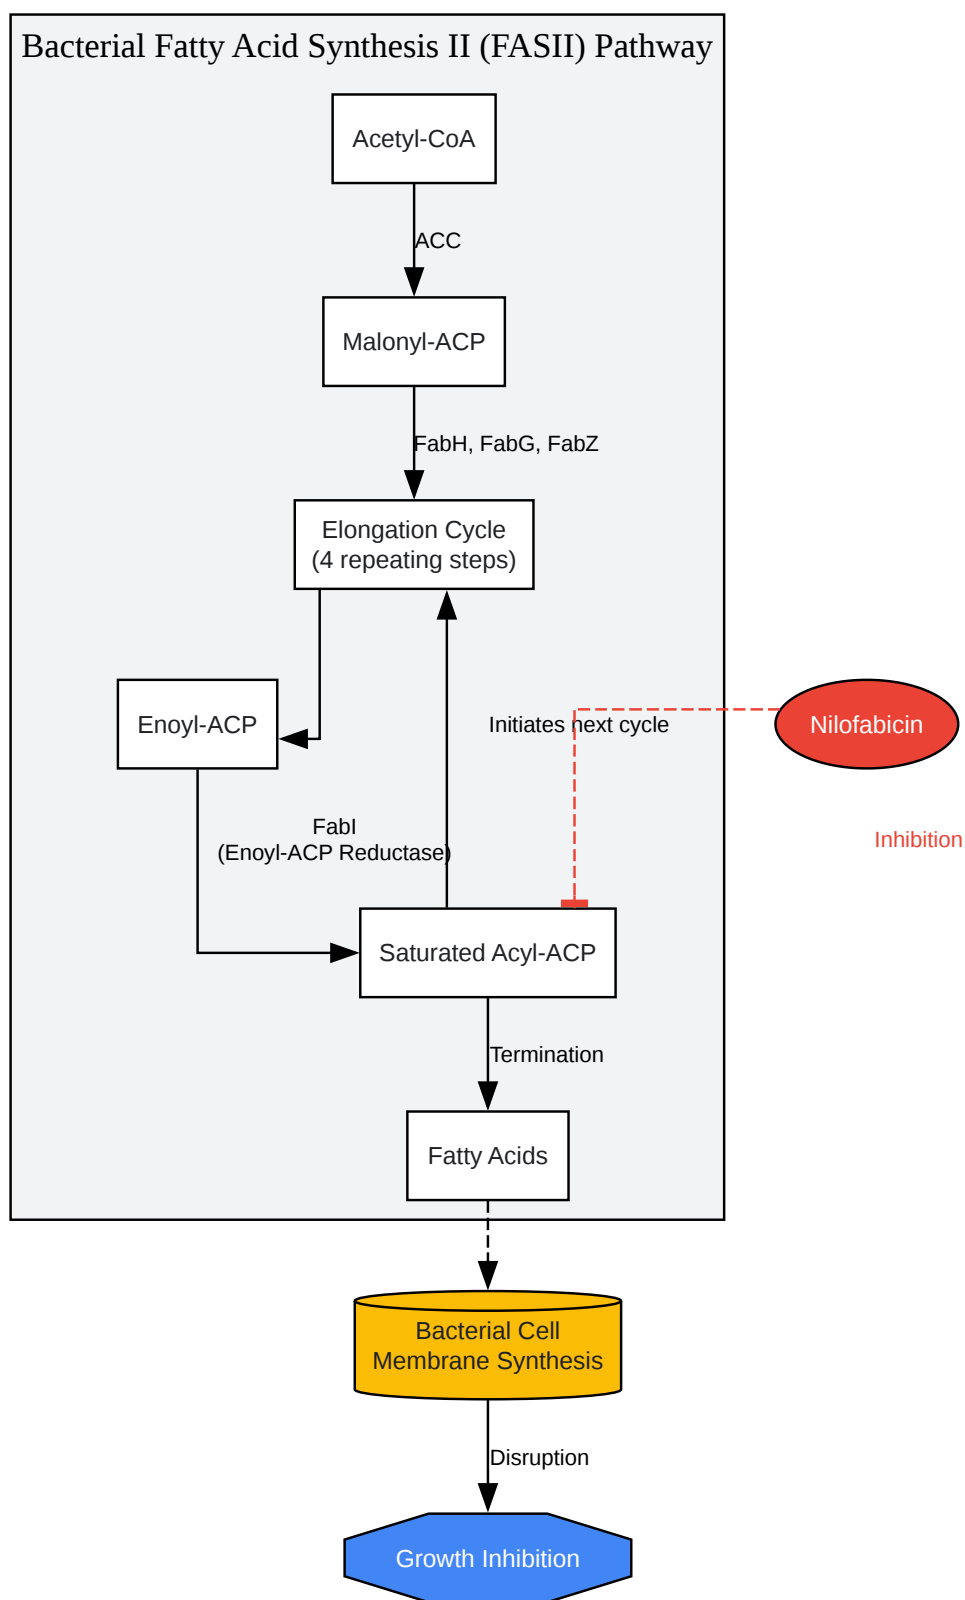 Bacterial Fatty Acid Synthesis II (FASII) Pathway
Acetyl-CoA
ACC
Malonyl-ACP
FabH, FabG, FabZ
Elongation Cycle
(4 repeating steps)
Enoyl-ACP
Initiates next cycle
Nilofabicin
FabI
(Enoyl-ACP Reductase)
Inhibition
Saturated Acyl-ACP
Termination
Fatty Acids
Bacterial Cell
Membrane Synthesis
Disruption
Growth Inhibition